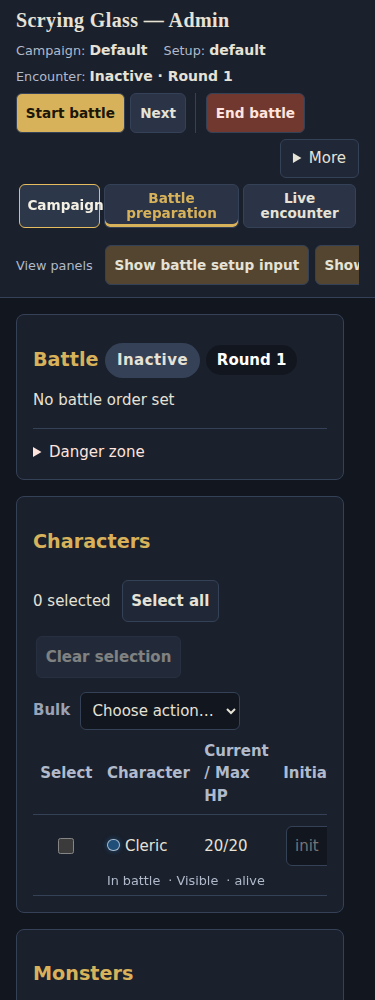 Scrying Glass — Admin
Campaign: Default Setup: default
Encounter: Inactive · Round 1
Start battle Next End battle
More
Campaign Battle preparation Live encounter
View panels Show battle setup input Show
Battle Inactive Round 1
No battle order set
Danger zone
Characters
0 selected Select all
Clear selection
Bulk Choose action...
Select Character Current / Max HP Initia
Cleric 20/20 init
In battle · Visible · alive
Monsters